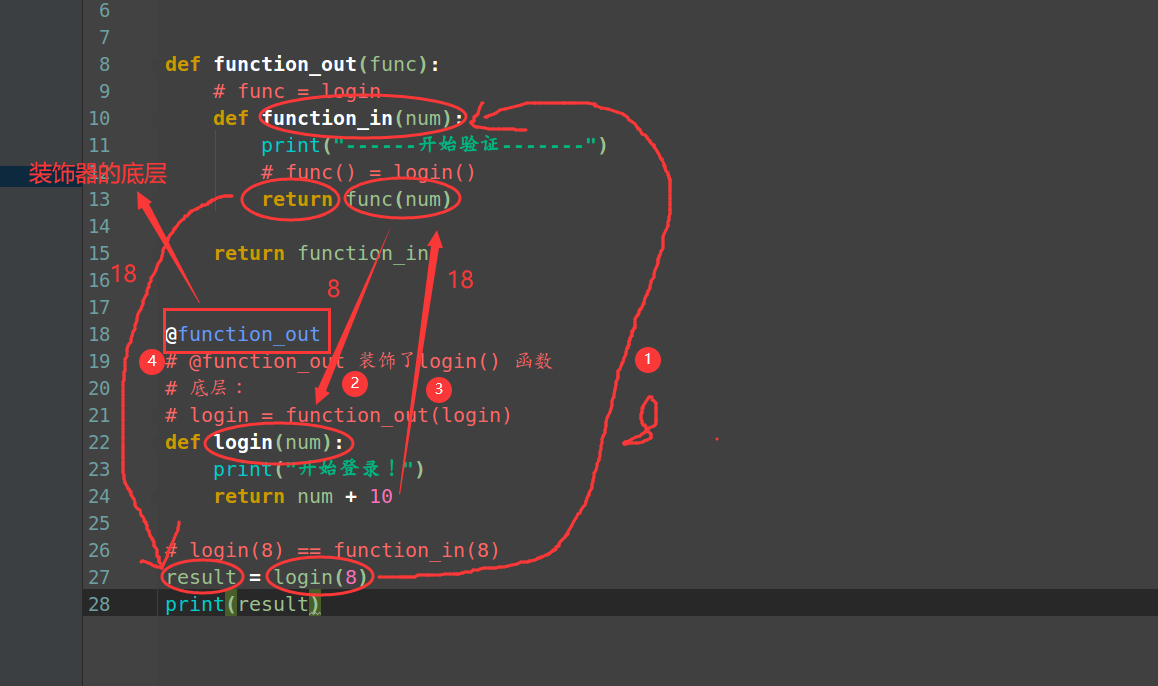 6
7
8 def function_out(func):
9 # func = login
10 def function_in(num):
11 print("------开始验证-------")
装饰器的底层
12 # func() = login()
13 return func(num)
14
15 return function_in
16
18
8
18
17
18 @function_out
④ 19 # @function_out 装饰了login() 函数
①
20 # 底层：
②
③
21 # login = function_out(login)
8
22 def login(num):
23 print("开始登录！")
24 return num + 10
25
26 # login(8) == function_in(8)
27 result = login(8)
28 print(result)